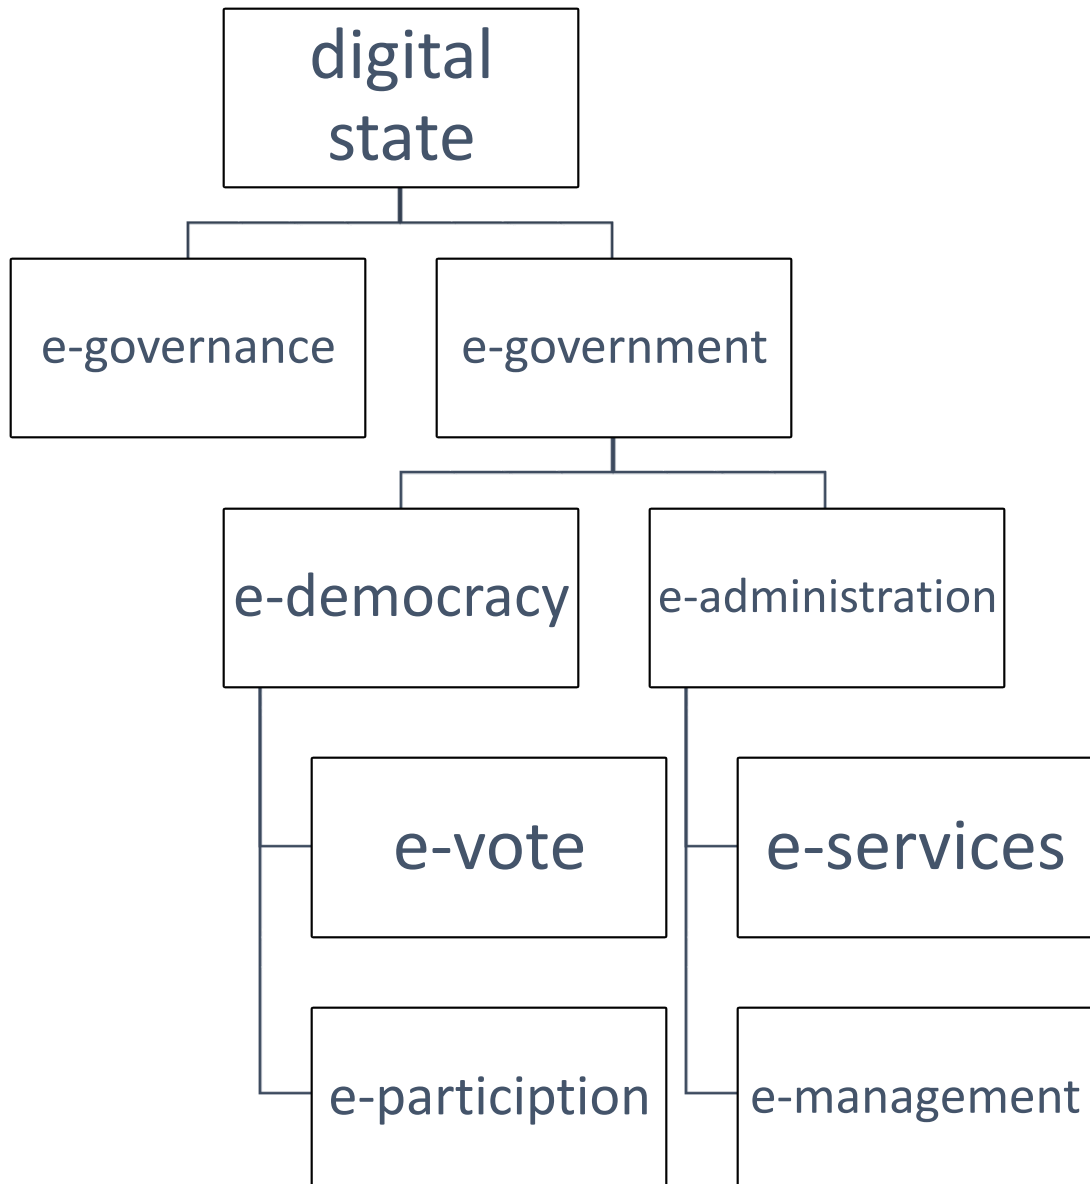 digital
state
e-governance
e-government
e-democracy
e-administration
e-vote
e-services
e-particiption
e-management